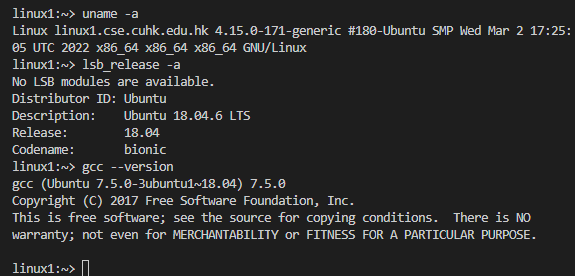 linux1:~> uname -a
Linux linux1.cse.cuhk.edu.hk 4.15.0-171-generic #180-Ubuntu SMP Wed Mar 2 17:25:
05 UTC 2022 x86_64 x86_64 x86_64 GNU/Linux
linux1:~> lsb_release -a
No LSB modules are available.
Distributor ID: Ubuntu
Description:    Ubuntu 18.04.6 LTS
Release:        18.04
Codename:       bionic
linux1:~> gcc --version
gcc (Ubuntu 7.5.0-3ubuntu1~18.04) 7.5.0
Copyright (C) 2017 Free Software Foundation, Inc.
This is free software; see the source for copying conditions.  There is NO
warranty; not even for MERCHANTABILITY or FITNESS FOR A PARTICULAR PURPOSE.
linux1:~>